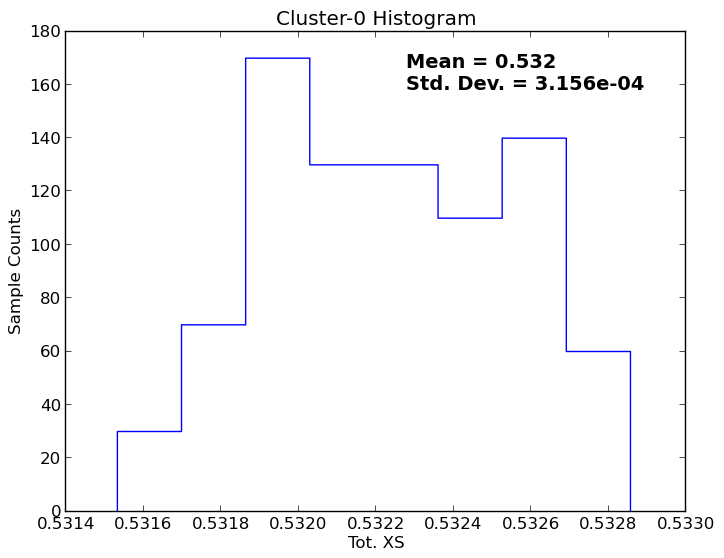 Cluster-0 Histogram
Mean = 0.532
Std. Dev. = 3.156e-04
180
160
140
120
100
80
60
40
20
0
Sample Counts
0.5314 0.5316 0.5318 0.5320 0.5322 0.5324 0.5326 0.5328 0.5330
Tot. XS